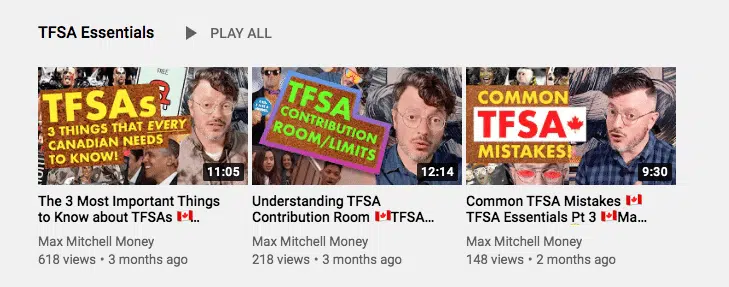 TFSA Essentials PLAY ALL
TFSAs
3 THINGS THAT EVERY
CANADIAN NEEDS
TO KNOW!
11:05
TFSA
CONTRIBUTION
ROOM/LIMITS
12:14
COMMON
TFSA
MISTAKES!
9:30
The 3 Most Important Things
to Know about TFSAs 🇨🇦..
Max Mitchell Money
618 views • 3 months ago
Understanding TFSA
Contribution Room 🇨🇦TFSA...
Max Mitchell Money
218 views • 3 months ago
Common TFSA Mistakes 🇨🇦
TFSA Essentials Pt 3 🇨🇦Ma...
Max Mitchell Money
148 views • 2 months ago